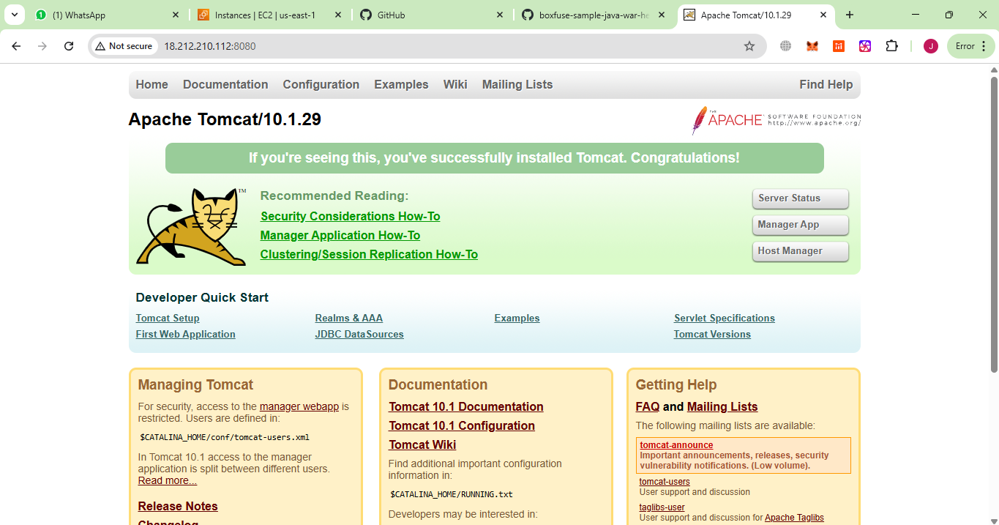 (1) WhatsApp
Instances | EC2 | us-east-1
GitHub
boxfuse-sample-java-war-he
Apache Tomcat/10.1.29
Not secure
18.212.210.112:8080
J
Error
Home
Documentation
Configuration
Examples
Wiki
Mailing Lists
Find Help
Apache Tomcat/10.1.29
THE
APACHE SOFTWARE FOUNDATION
http://www.apache.org/
If you're seeing this, you've successfully installed Tomcat. Congratulations!
TM
Recommended Reading:
Security Considerations How-To
Manager Application How-To
Clustering/Session Replication How-To
Server Status
Manager App
Host Manager
Developer Quick Start
Tomcat Setup
First Web Application
Realms & AAA
JDBC DataSources
Examples
Servlet Specifications
Tomcat Versions
Managing Tomcat
For security, access to the manager webapp is
restricted. Users are defined in:
$CATALINA_HOME/conf/tomcat-users.xml
In Tomcat 10.1 access to the manager
application is split between different users.
Read more...
Release Notes
Changelog
Documentation
Tomcat 10.1 Documentation
Tomcat 10.1 Configuration
Tomcat Wiki
Find additional important configuration
information in:
$CATALINA_HOME/RUNNING.txt
Developers may be interested in:
Getting Help
FAQ and Mailing Lists
The following mailing lists are available:
tomcat-announce
Important announcements, releases, security
vulnerability notifications. (Low volume).
tomcat-users
User support and discussion
taglibs-user
User support and discussion for Apache Taglibs